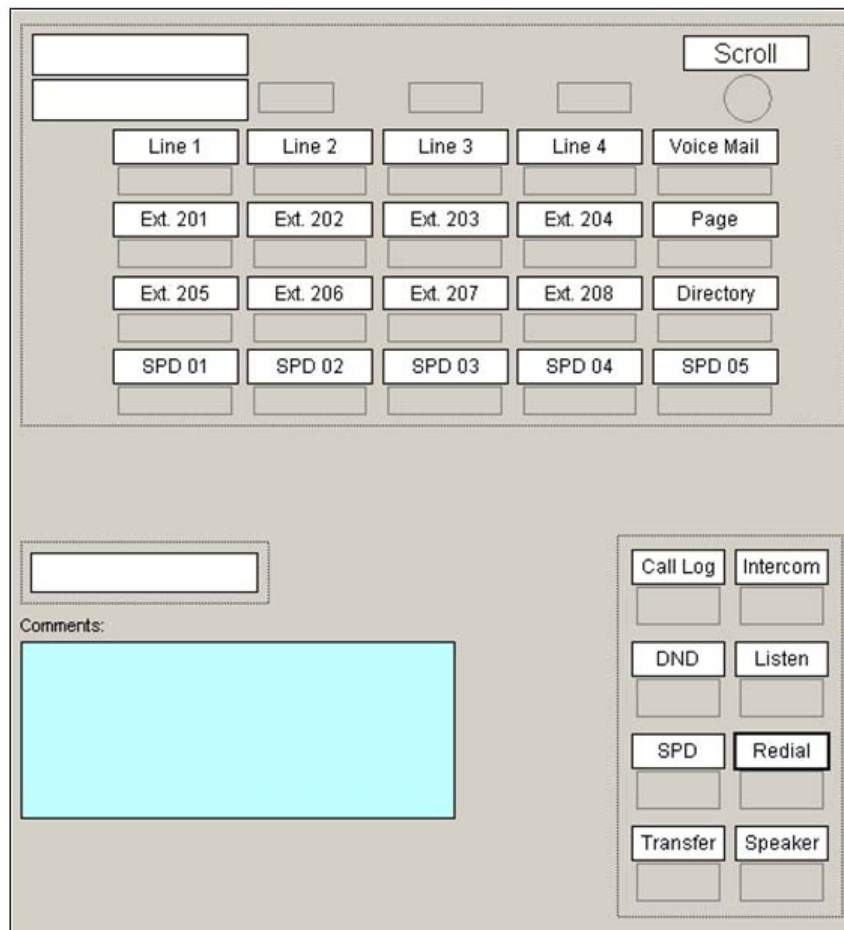 Scroll
Line 1 Line 2 Line 3 Line 4 Voice Mail
Ext. 201 Ext. 202 Ext. 203 Ext. 204 Page
Ext. 205 Ext. 206 Ext. 207 Ext. 208 Directory
SPD 01 SPD 02 SPD 03 SPD 04 SPD 05
Call Log Intercom
Comments:
DND Listen
SPD Redial
Transfer Speaker